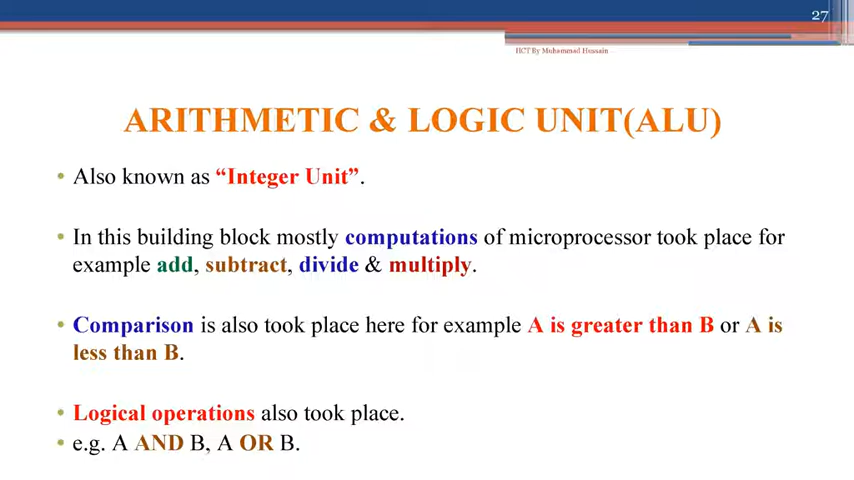 27
HCT By Muhammad Hussain
ARITHMETIC & LOGIC UNIT(ALU)
• Also known as “Integer Unit”.
• In this building block mostly computations of microprocessor took place for
example add, subtract, divide & multiply.
• Comparison is also took place here for example A is greater than B or A is
less than B.
• Logical operations also took place.
• e.g. A AND B, A OR B.